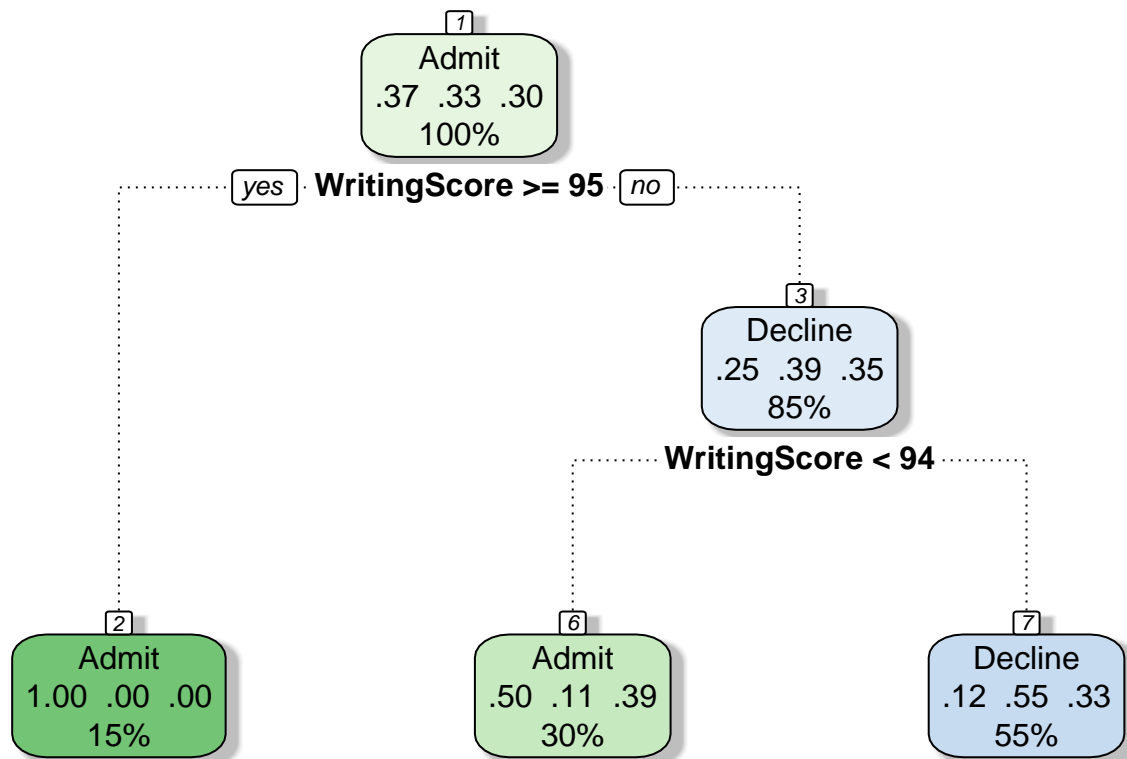 1
Admit
.37 .33 .30
100%
yes WritingScore >= 95 no
3
Decline
.25 .39 .35
85%
WritingScore < 94
2
Admit
1.00 .00 .00
15%
6
Admit
.50 .11 .39
30%
7
Decline
.12 .55 .33
55%